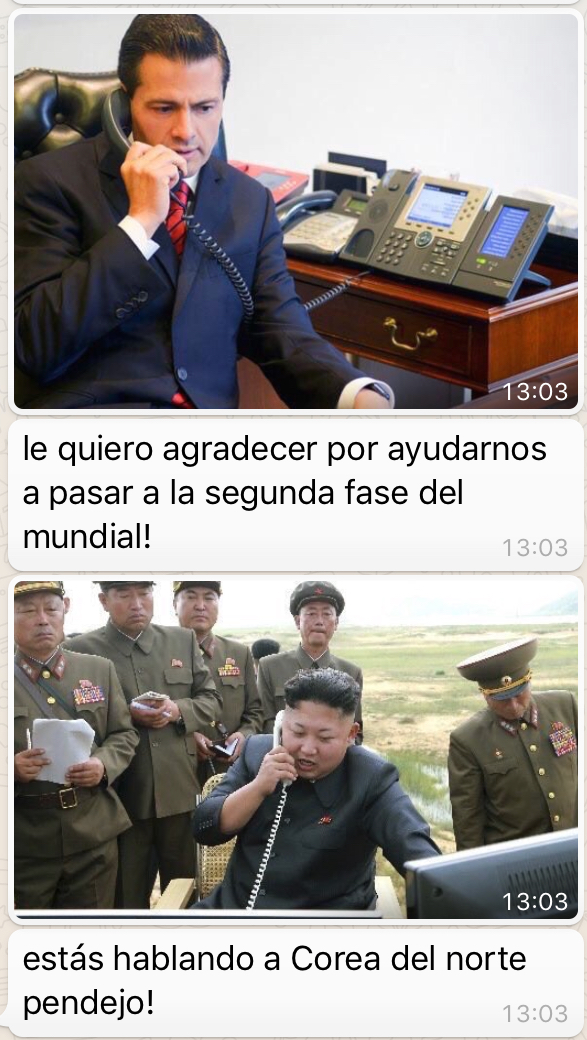 13:03
le quiero agradecer por ayudarnos
a pasar a la segunda fase del
mundial!
13:03
13:03
estás hablando a Corea del norte
pendejo!
13:03